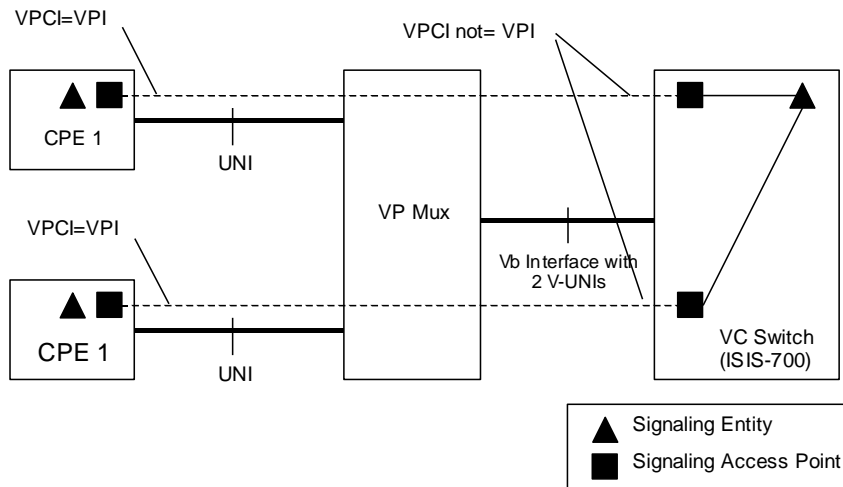 VPCI=VPI
VPCI not= VPI
CPE 1
UNI
VP Mux
VPCI=VPI
Vb Interface with
2 V-UNIs
CPE 1
UNI
VC Switch
(ISIS-700)
Signaling Entity
Signaling Access Point